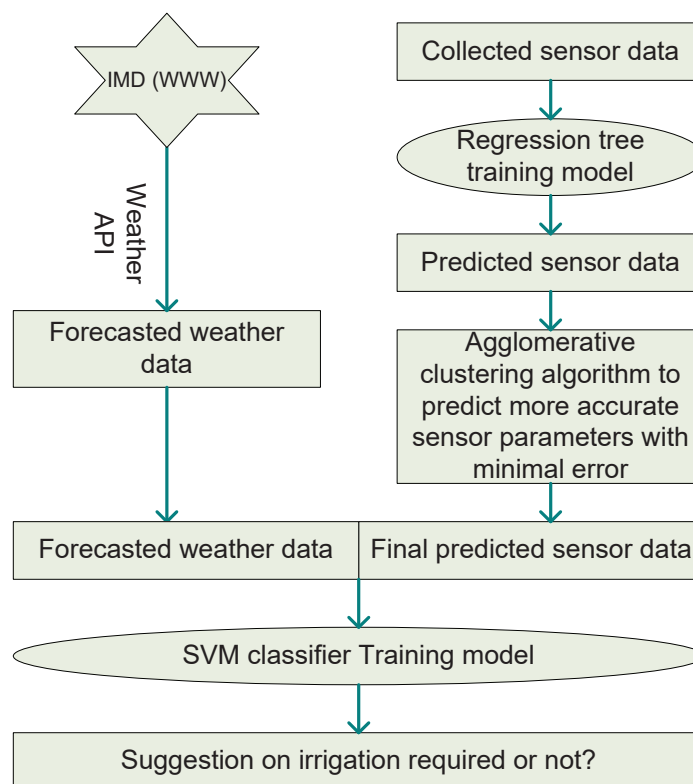 IMD (WWW)
Weather
API
Forecasted weather
data
Collected sensor data
Regression tree
training model
Predicted sensor data
Agglomerative
clustering algorithm to
predict more accurate
sensor parameters with
minimal error
Forecasted weather data
Final predicted sensor data
SVM classifier Training model
Suggestion on irrigation required or not?